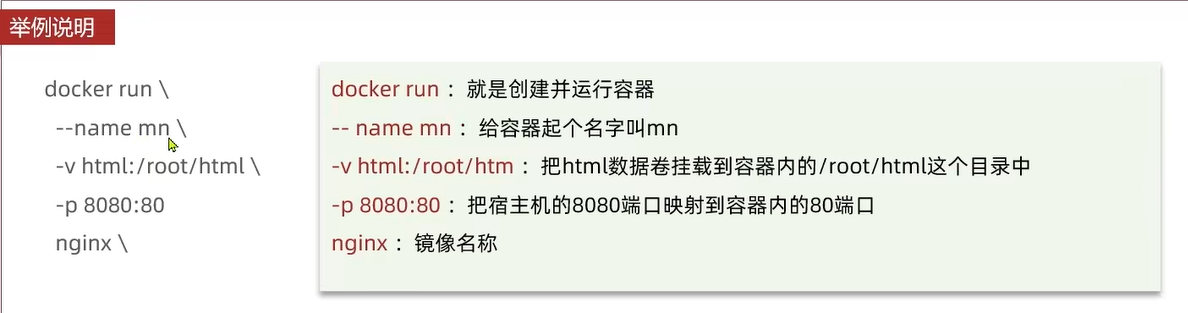 举例说明
docker run \
--name mn \
-v html:/root/html \
-p 8080:80
nginx \
docker run ：就是创建并运行容器
-- name mn ：给容器起个名字叫mn
-v html:/root/htm ：把html数据卷挂载到容器内的/root/html这个目录中
-p 8080:80 ：把宿主机的8080端口映射到容器内的80端口
nginx ：镜像名称